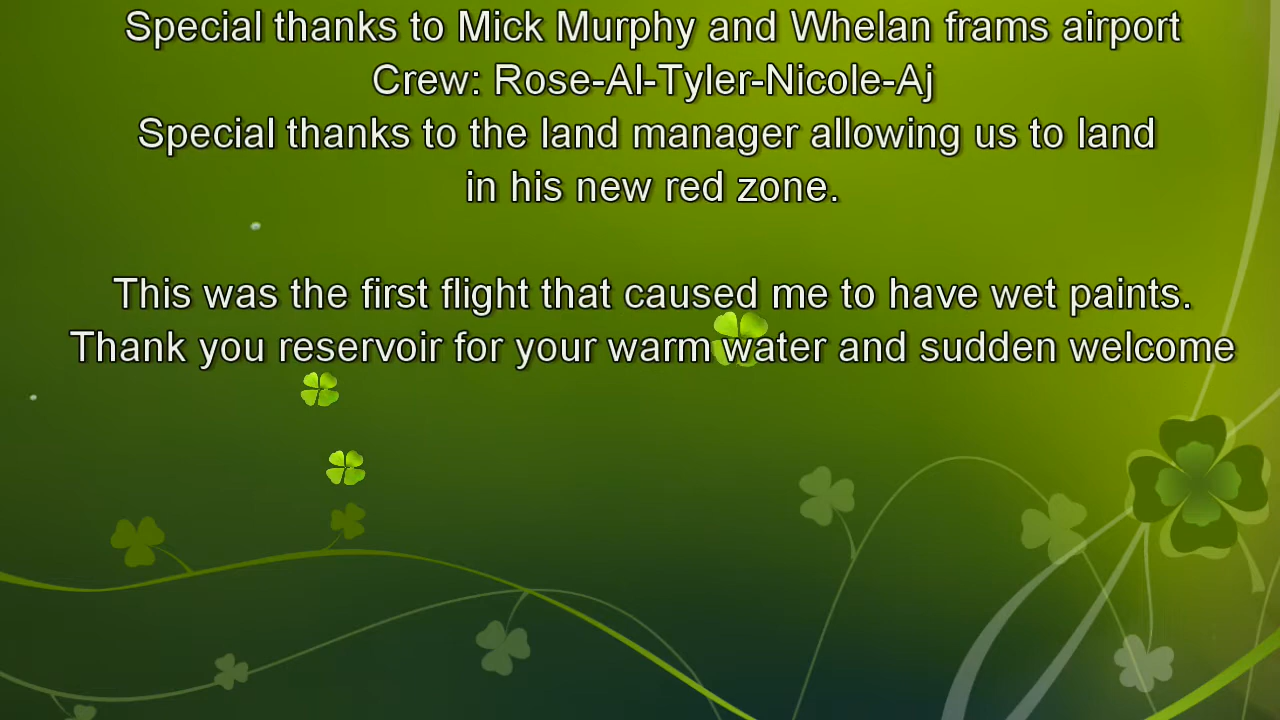 Special thanks to Mick Murphy and Whelan frams airport
Crew: Rose-Al-Tyler-Nicole-Aj
Special thanks to the land manager allowing us to land
in his new red zone.
This was the first flight that caused me to have wet paints.
Thank you reservoir for your warm water and sudden welcome